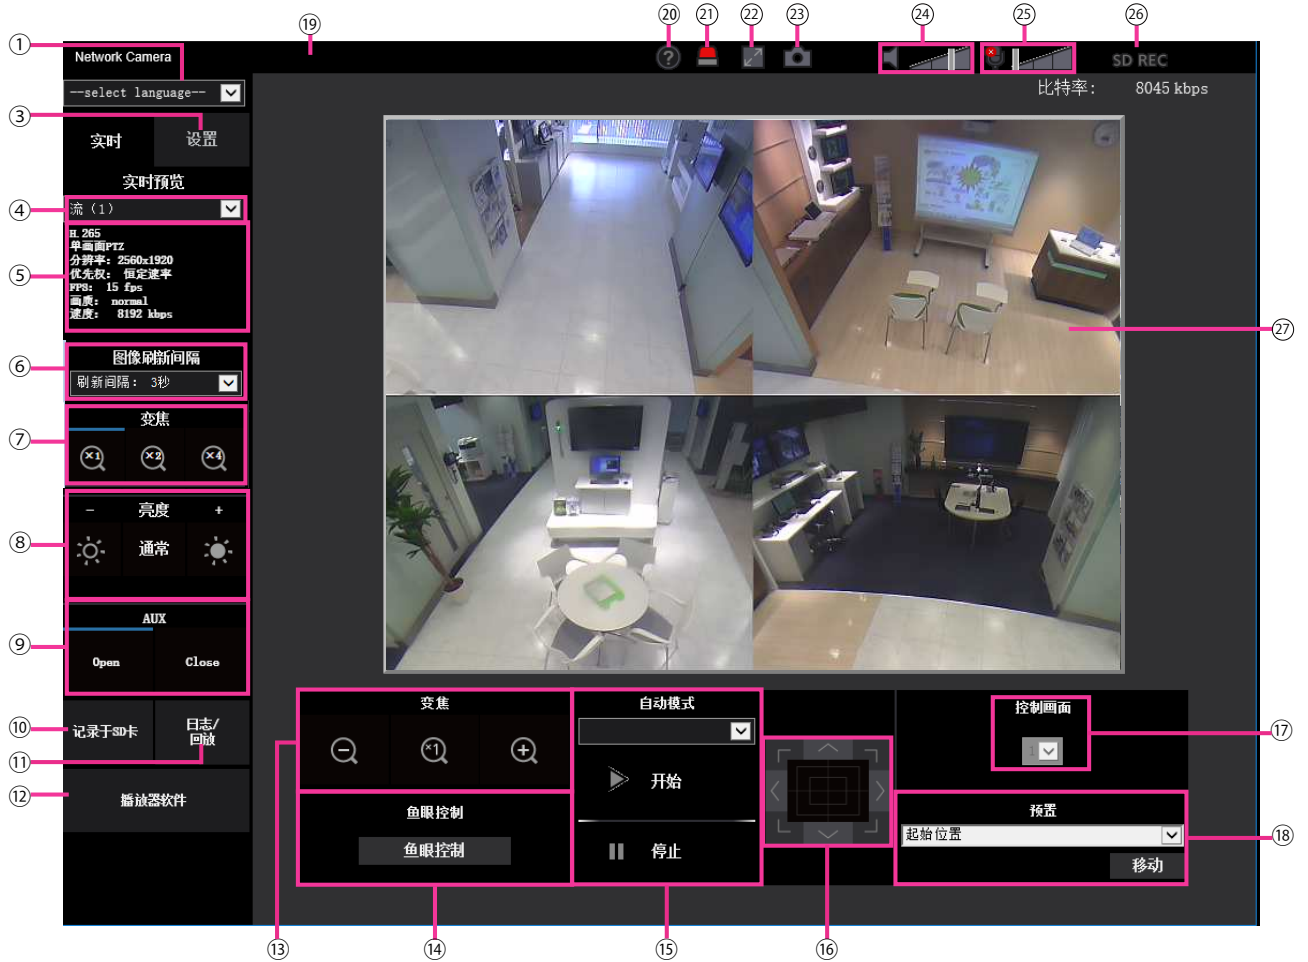 ⑲ ⑳ ㉑ ㉒ ㉓ ㉔ ㉕ ㉖
①
Network Camera
SD REC
--select language--
比特率： 8045 kbps
③
实时 设置
实时预览
④
流（1）
⑤
H.265
单画面PTZ
分辨率：2560x1920
优先权： 恒定速率
FPS： 15 fps
画质： normal
速度： 8192 kbps
㉗
⑥
图像刷新间隔
刷新间隔： 3秒
⑦
变焦
×1 ×2 ×4
⑧
− 亮度 +
通常
⑨
AUX
Open Close
⑩
记录于SD卡
日志/
回放
⑪
⑫
播放器软件
变焦
×1
鱼眼控制
鱼眼控制
自动模式
开始
停止
控制画面
1
⑰
预置
起始位置
⑱
移动
⑬ ⑭ ⑮ ⑯